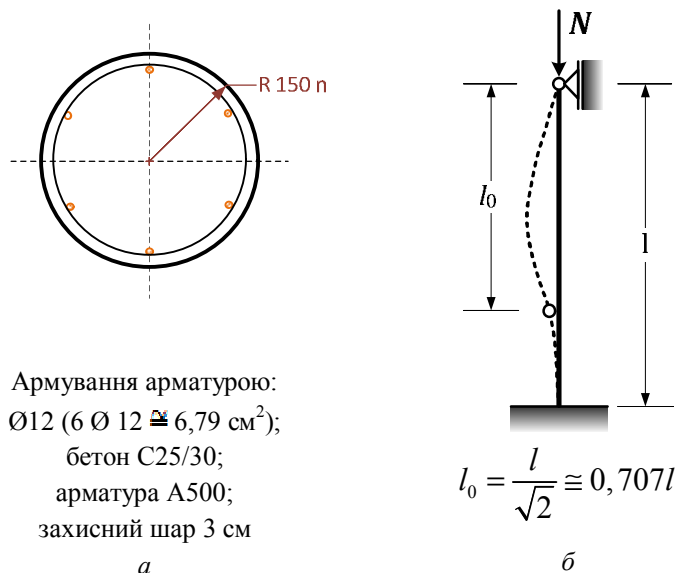 R 150 n
N
l₀
l
Армування арматурою:
Ø12 (6 Ø 12 ≅ 6,79 см²);
бетон С25/30;
арматура А500;
захисний шар 3 см
а
l₀ = l/√2 ≅ 0,707l
б